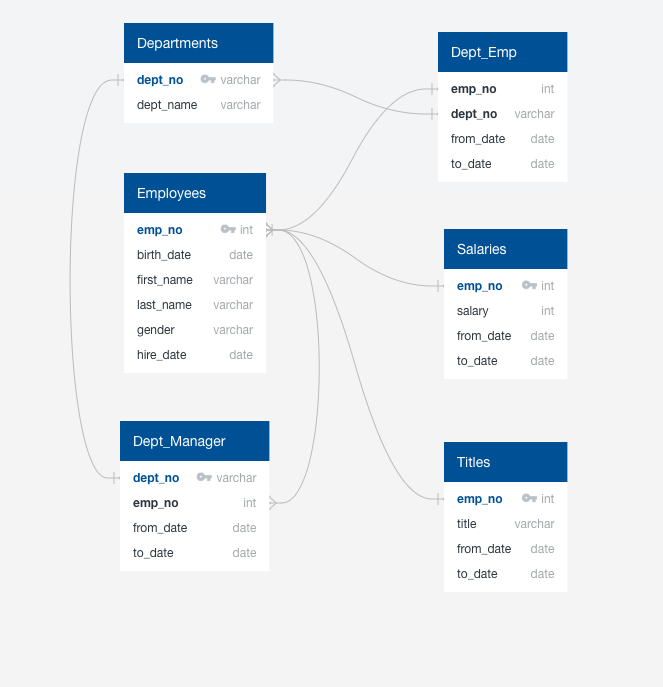 Departments
dept_no varchar
dept_name varchar
Dept_Emp
emp_no int
dept_no varchar
from_date date
to_date date
Employees
emp_no int
birth_date date
first_name varchar
last_name varchar
gender varchar
hire_date date
Salaries
emp_no int
salary int
from_date date
to_date date
Dept_Manager
dept_no varchar
emp_no int
from_date date
to_date date
Titles
emp_no int
title varchar
from_date date
to_date date